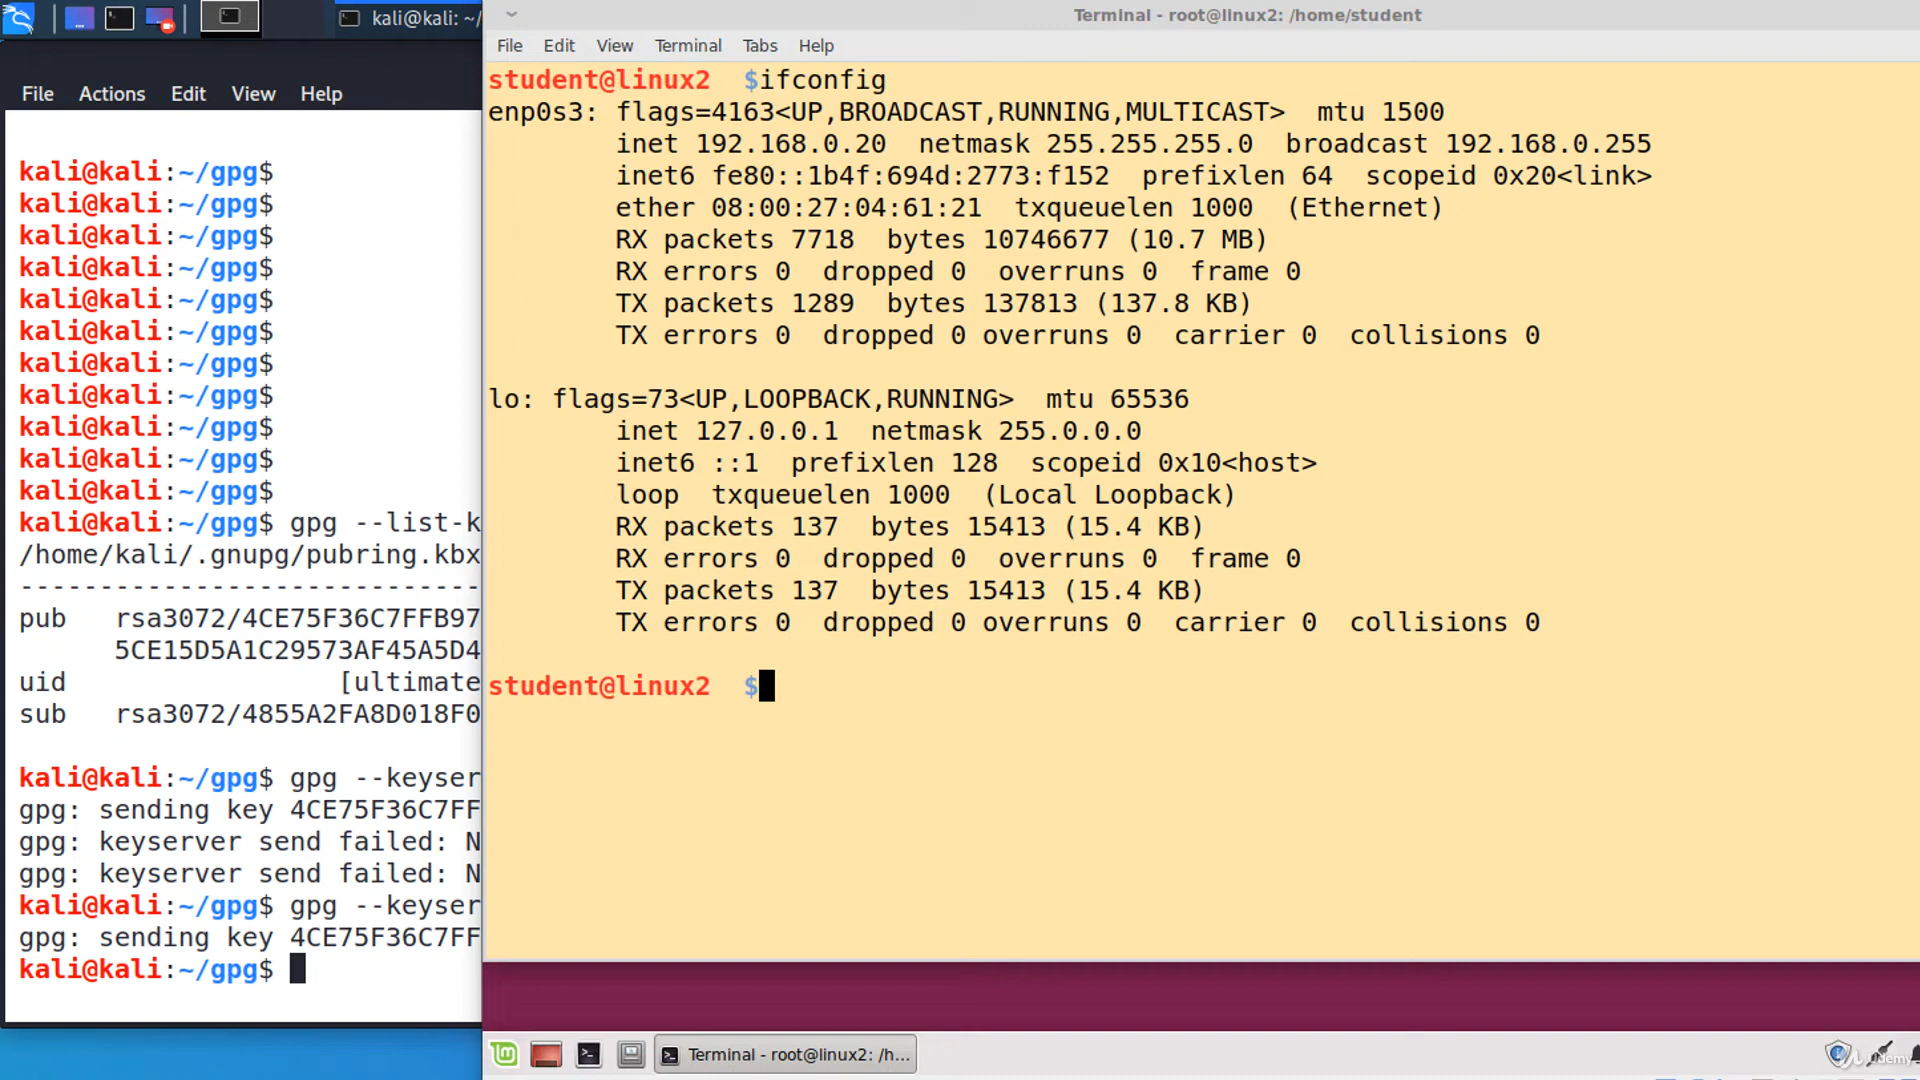 kali@kali: ~/
File Actions Edit View Help
kali@kali:~/gpg$
kali@kali:~/gpg$
kali@kali:~/gpg$
kali@kali:~/gpg$
kali@kali:~/gpg$
kali@kali:~/gpg$
kali@kali:~/gpg$
kali@kali:~/gpg$
kali@kali:~/gpg$
kali@kali:~/gpg$
kali@kali:~/gpg$
kali@kali:~/gpg$ gpg --list-k
/home/kali/.gnupg/pubring.kbx
-----------------------------
pub   rsa3072/4CE75F36C7FFB97
      5CE15D5A1C29573AF45A5D4
uid                 [ultimate
sub   rsa3072/4855A2FA8D018F0
kali@kali:~/gpg$ gpg --keyser
gpg: sending key 4CE75F36C7FF
gpg: keyserver send failed: N
gpg: keyserver send failed: N
kali@kali:~/gpg$ gpg --keyser
gpg: sending key 4CE75F36C7FF
kali@kali:~/gpg$
Terminal - root@linux2: /home/student
File Edit View Terminal Tabs Help
student@linux2  $ifconfig
enp0s3: flags=4163<UP,BROADCAST,RUNNING,MULTICAST>  mtu 1500
        inet 192.168.0.20  netmask 255.255.255.0  broadcast 192.168.0.255
        inet6 fe80::1b4f:694d:2773:f152  prefixlen 64  scopeid 0x20<link>
        ether 08:00:27:04:61:21  txqueuelen 1000  (Ethernet)
        RX packets 7718  bytes 10746677 (10.7 MB)
        RX errors 0  dropped 0  overruns 0  frame 0
        TX packets 1289  bytes 137813 (137.8 KB)
        TX errors 0  dropped 0 overruns 0  carrier 0  collisions 0
lo: flags=73<UP,LOOPBACK,RUNNING>  mtu 65536
        inet 127.0.0.1  netmask 255.0.0.0
        inet6 ::1  prefixlen 128  scopeid 0x10<host>
        loop  txqueuelen 1000  (Local Loopback)
        RX packets 137  bytes 15413 (15.4 KB)
        RX errors 0  dropped 0  overruns 0  frame 0
        TX packets 137  bytes 15413 (15.4 KB)
        TX errors 0  dropped 0 overruns 0  carrier 0  collisions 0
student@linux2  $
Terminal - root@linux2: /h...
Udemy